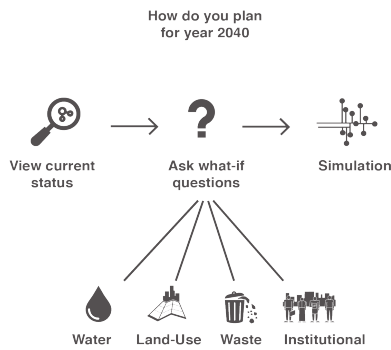 How do you plan
for year 2040
?
View current
status
Ask what-if
questions
Simulation
Water
Land-Use
Waste
Institutional